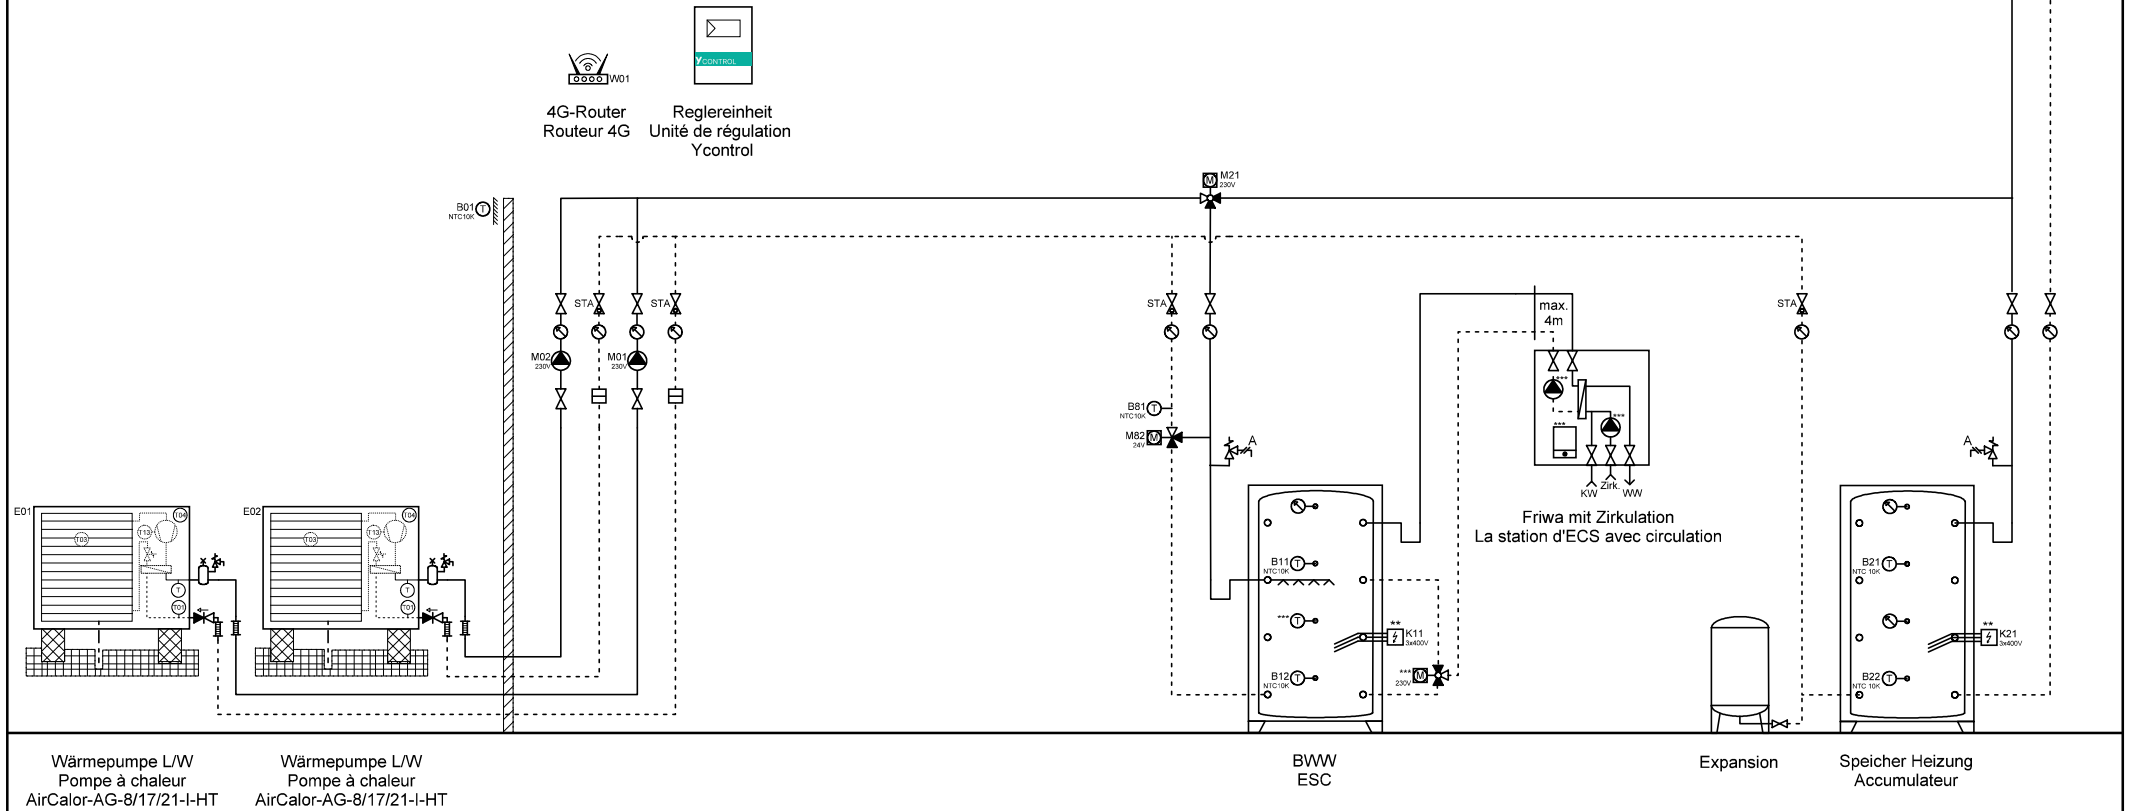 YCONTROL
W01
4G-Router
Routeur 4G
Reglereinheit
Unité de régulation
Ycontrol
B01
T
NTC10K
M
M21
230V
STA
STA
STA
STA
M02
230V
M01
230V
max.
4m
***
***
***
B81
T
NTC10K
M82
M
24V
A
A
KW
Zirk.
WW
Friwa mit Zirkulation
La station d'ECS avec circulation
E01
T03
T13
T04
T
T01
E02
T03
T13
T04
T
T01
B11
T
NTC10K
***
T
**
K11
3x400V
B12
T
NTC10K
***
M
230V
B21
T
NTC 10K
**
K21
3x400V
B22
T
NTC 10K
Wärmepumpe L/W
Pompe à chaleur
AirCalor-AG-8/17/21-I-HT
Wärmepumpe L/W
Pompe à chaleur
AirCalor-AG-8/17/21-I-HT
BWW
ESC
Expansion
Speicher Heizung
Accumulateur